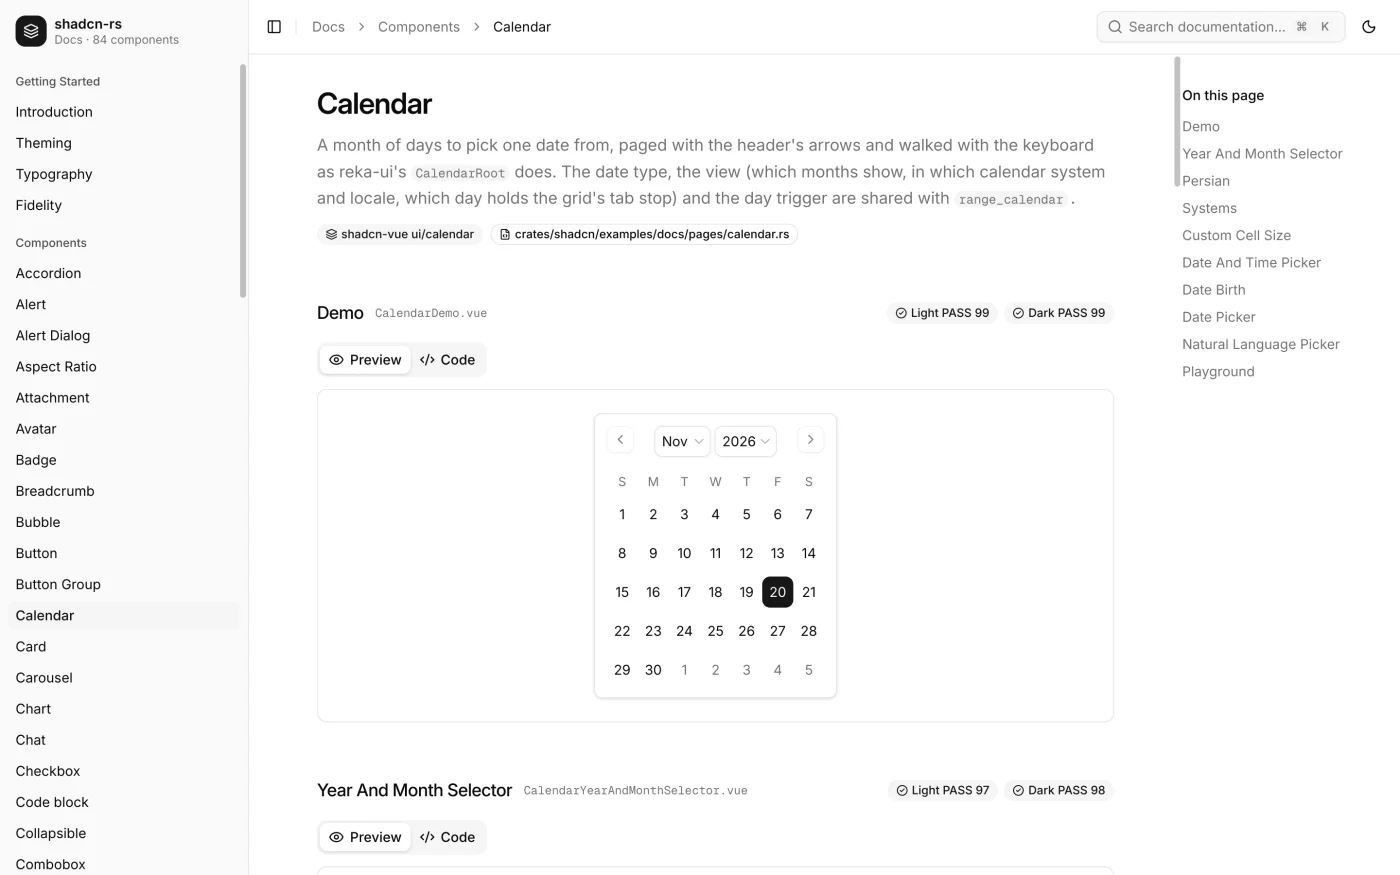 shadcn-rs
Docs · 84 components
Getting Started
Introduction
Theming
Typography
Fidelity
Components
Accordion
Alert
Alert Dialog
Aspect Ratio
Attachment
Avatar
Badge
Breadcrumb
Bubble
Button
Button Group
Calendar
Card
Carousel
Chart
Chat
Checkbox
Code block
Collapsible
Combobox
Docs > Components > Calendar
Search documentation... ⌘ K
Calendar
A month of days to pick one date from, paged with the header's arrows and walked with the keyboard
as reka-ui's CalendarRoot does. The date type, the view (which months show, in which calendar system
and locale, which day holds the grid's tab stop) and the day trigger are shared with range_calendar .
shadcn-vue ui/calendar crates/shadcn/examples/docs/pages/calendar.rs
Demo CalendarDemo.vue Light PASS 99 Dark PASS 99
Preview </> Code
Nov 2026
S M T W T F S
1 2 3 4 5 6 7
8 9 10 11 12 13 14
15 16 17 18 19 20 21
22 23 24 25 26 27 28
29 30 1 2 3 4 5
Year And Month Selector CalendarYearAndMonthSelector.vue Light PASS 97 Dark PASS 98
Preview </> Code
On this page
Demo
Year And Month Selector
Persian
Systems
Custom Cell Size
Date And Time Picker
Date Birth
Date Picker
Natural Language Picker
Playground